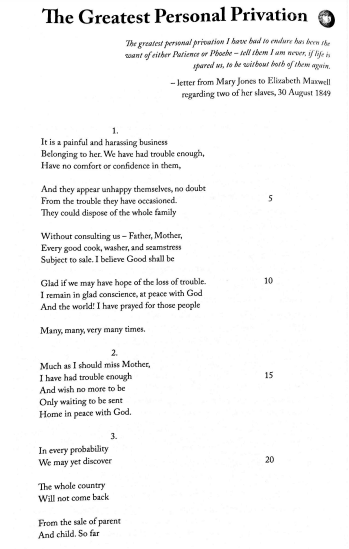 The Greatest Personal Privation
The greatest personal privation I have had to endure has been the
want of either Patience or Phoebe – tell them I am never, if life is
spared us, to be without both of them again.
– letter from Mary Jones to Elizabeth Maxwell
regarding two of her slaves, 30 August 1849
1.
It is a painful and harassing business
Belonging to her. We have had trouble enough,
Have no comfort or confidence in them,
And they appear unhappy themselves, no doubt
From the trouble they have occasioned. 5
They could dispose of the whole family
Without consulting us – Father, Mother,
Every good cook, washer, and seamstress
Subject to sale. I believe Good shall be
Glad if we may have hope of the loss of trouble. 10
I remain in glad conscience, at peace with God
And the world! I have prayed for those people
Many, many, very many times.
2.
Much as I should miss Mother,
I have had trouble enough 15
And wish no more to be
Only waiting to be sent
Home in peace with God.
3.
In every probability
We may yet discover 20
The whole country
Will not come back
From the sale of parent
And child. So far